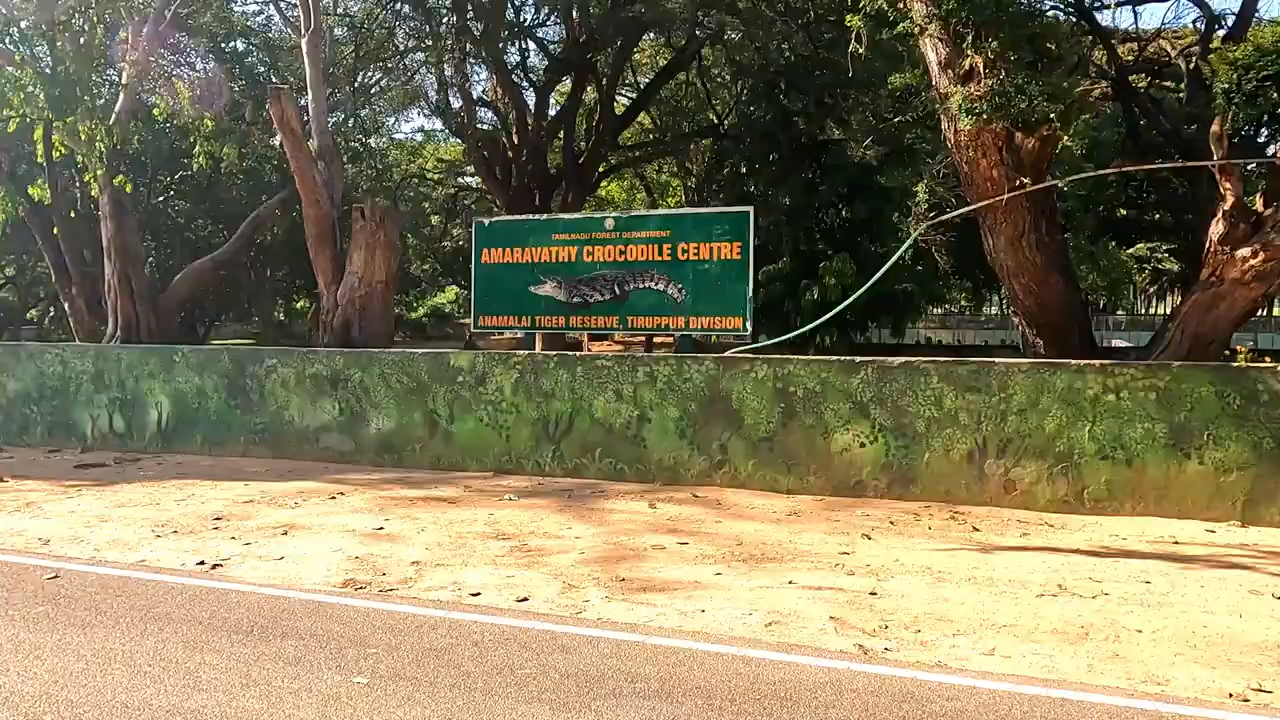 TAMILNADU FOREST DEPARTMENT
AMARAVATHY CROCODILE CENTRE
ANAMALAI TIGER RESERVE, TIRUPPUR DIVISION